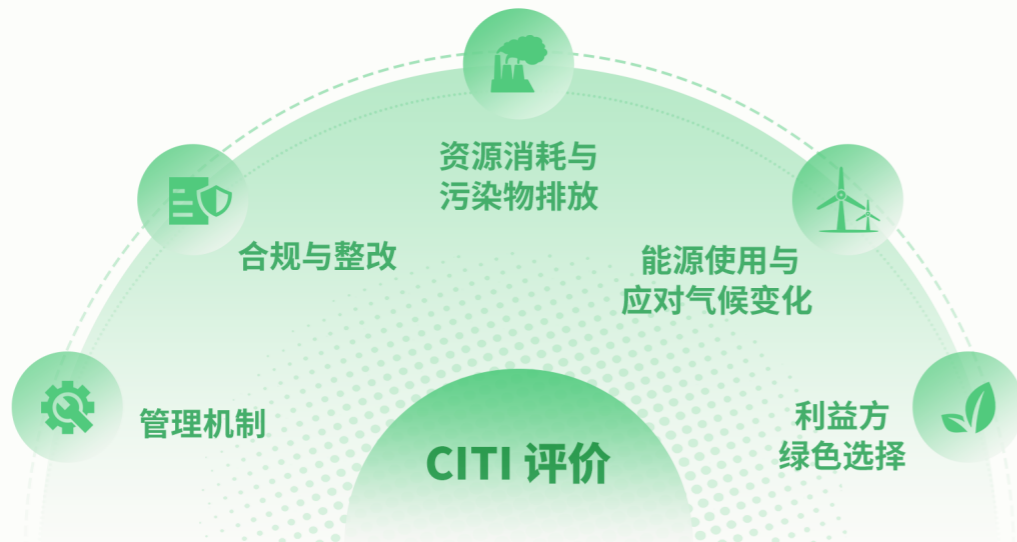 资源消耗与
污染物排放
合规与整改
能源使用与
应对气候变化
管理机制
利益方
绿色选择
CITI 评价